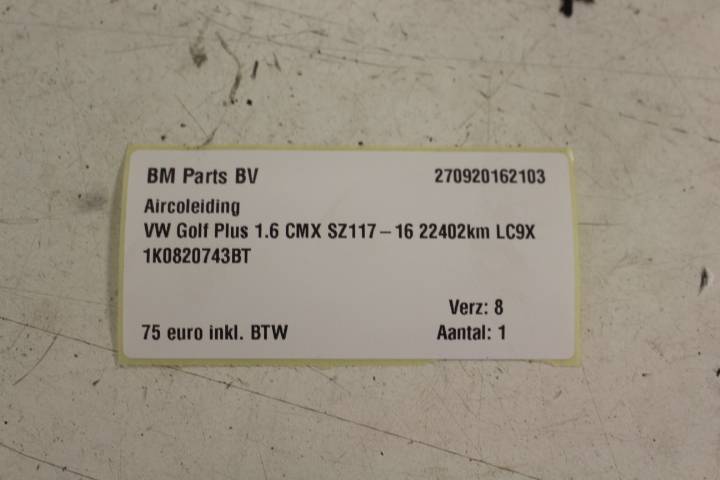 BM Parts BV 270920162103
Aircoleiding
VW Golf Plus 1.6 CMX SZ117-16 22402km LC9X
1K0820743BT
Verz: 8
75 euro inkl. BTW Aantal: 1